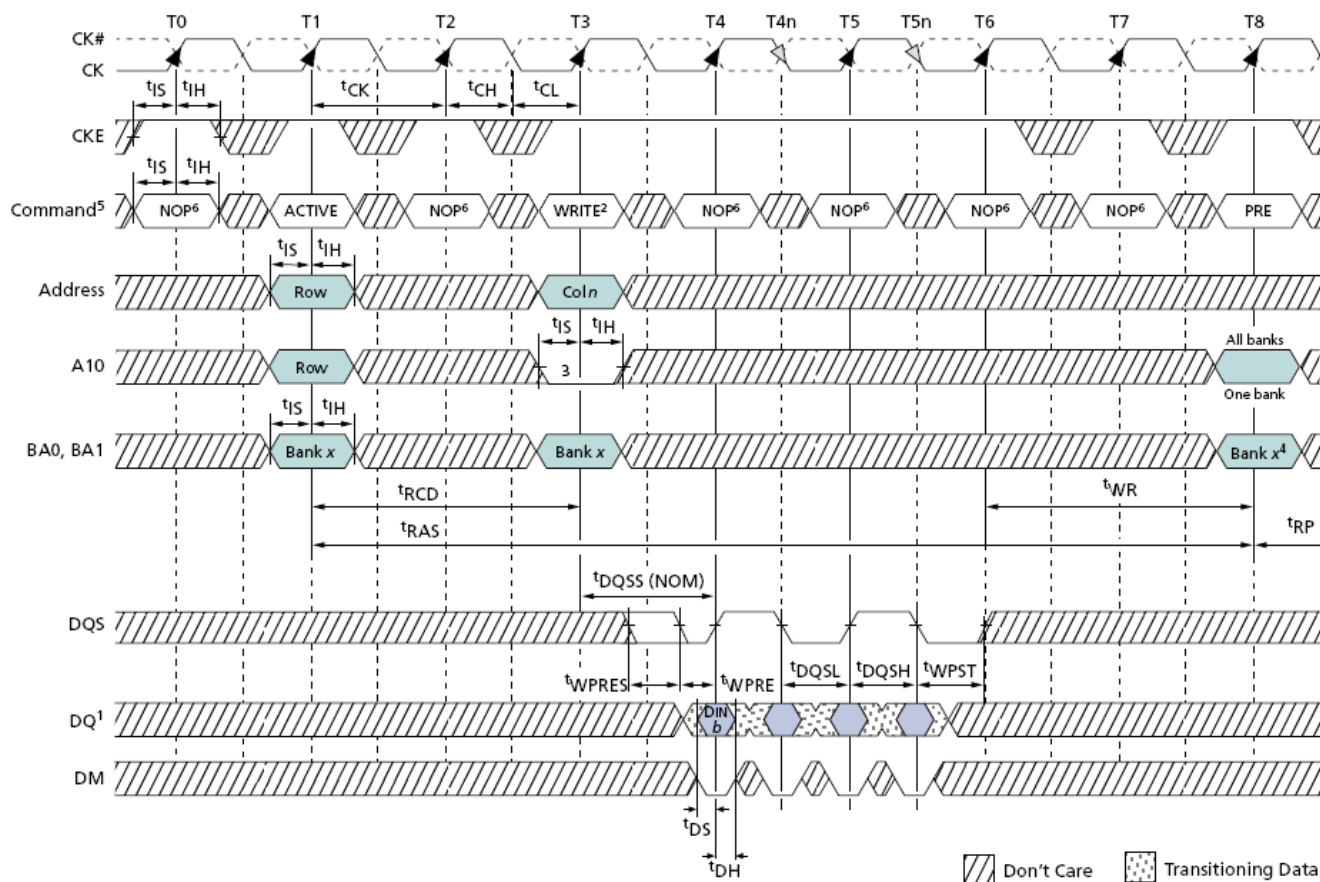 T0 T1 T2 T3 T4 T4n T5 T5n T6 T7 T8
CK#
CK
tIS tIH tCK tCH tCL
CKE
tIS tIH
Command5 NOP6 ACTIVE NOP6 WRITE2 NOP6 NOP6 NOP6 NOP6 PRE
tIS tIH
Address Row Col n
tIS tIH
All banks
A10 Row 3
One bank
tIS tIH
BA0, BA1 Bank x Bank x Bank x4
tRCD tWR
tRAS tRP
tDQSS (NOM)
DQS
tWPRES tWPRE tDQSL tDQSH tWPST
DQ1 DIN
b
DM
tDS
tDH
Don't Care Transitioning Data